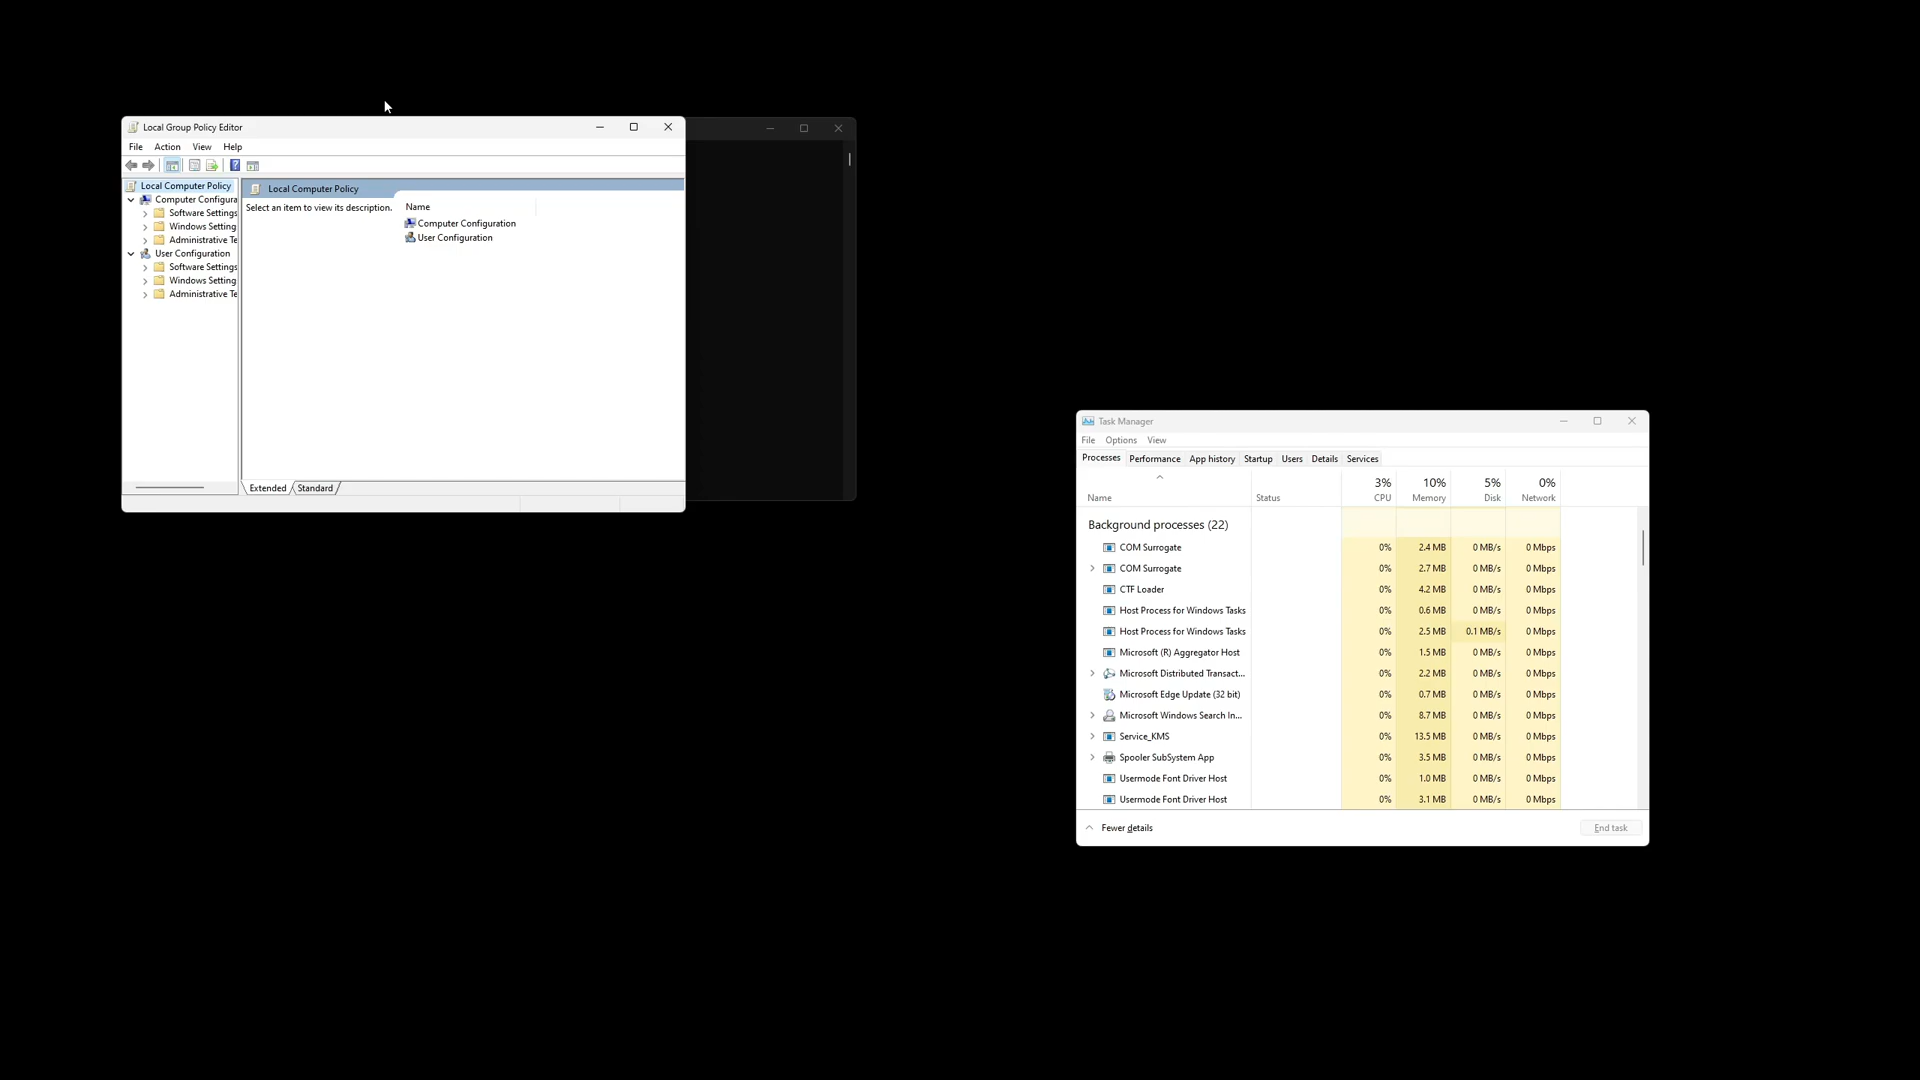 Local Group Policy Editor
File Action View Help
Local Computer Policy
Computer Configura
Software Settings
Windows Setting
Administrative Te
User Configuration
Software Settings
Windows Setting
Administrative Te
Local Computer Policy
Select an item to view its description.
Name
Computer Configuration
User Configuration
Extended Standard
Task Manager
File Options View
Processes Performance App history Startup Users Details Services
3% 10% 5% 0%
Name Status CPU Memory Disk Network
Background processes (22)
COM Surrogate 0% 2.4 MB 0 MB/s 0 Mbps
COM Surrogate 0% 2.7 MB 0 MB/s 0 Mbps
CTF Loader 0% 4.2 MB 0 MB/s 0 Mbps
Host Process for Windows Tasks 0% 0.6 MB 0 MB/s 0 Mbps
Host Process for Windows Tasks 0% 2.5 MB 0.1 MB/s 0 Mbps
Microsoft (R) Aggregator Host 0% 1.5 MB 0 MB/s 0 Mbps
Microsoft Distributed Transact... 0% 2.2 MB 0 MB/s 0 Mbps
Microsoft Edge Update (32 bit) 0% 0.7 MB 0 MB/s 0 Mbps
Microsoft Windows Search In... 0% 8.7 MB 0 MB/s 0 Mbps
Service_KMS 0% 13.5 MB 0 MB/s 0 Mbps
Spooler SubSystem App 0% 3.5 MB 0 MB/s 0 Mbps
Usermode Font Driver Host 0% 1.0 MB 0 MB/s 0 Mbps
Usermode Font Driver Host 0% 3.1 MB 0 MB/s 0 Mbps
Fewer details End task